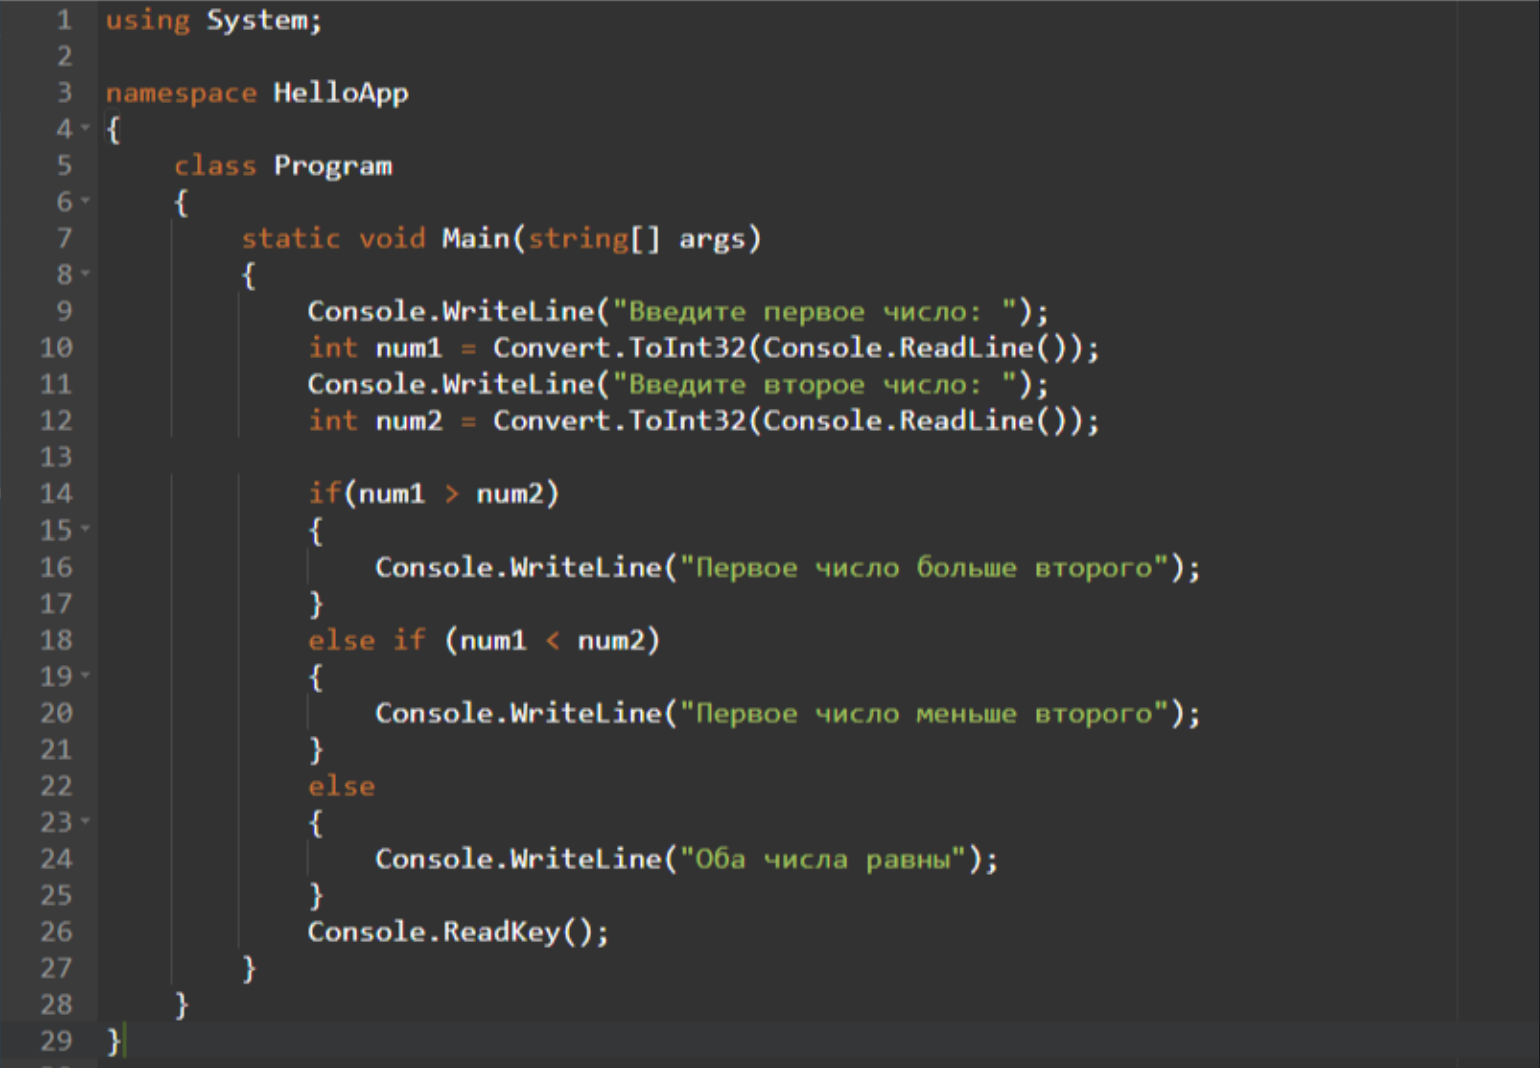 1 using System;
2
3 namespace HelloApp
4 {
5     class Program
6     {
7         static void Main(string[] args)
8         {
9             Console.WriteLine("Введите первое число: ");
10             int num1 = Convert.ToInt32(Console.ReadLine());
11             Console.WriteLine("Введите второе число: ");
12             int num2 = Convert.ToInt32(Console.ReadLine());
13
14             if(num1 > num2)
15             {
16                 Console.WriteLine("Первое число больше второго");
17             }
18             else if (num1 < num2)
19             {
20                 Console.WriteLine("Первое число меньше второго");
21             }
22             else
23             {
24                 Console.WriteLine("Оба числа равны");
25             }
26             Console.ReadKey();
27         }
28     }
29 }